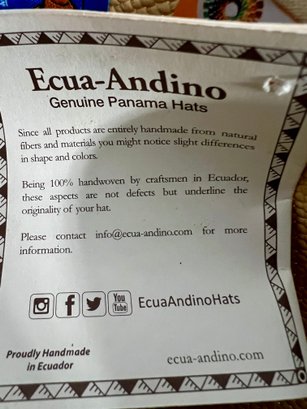 Ecua-Andino
Genuine Panama Hats
Since all products are entirely handmade from natural
fibers and materials you might notice slight differences
in shape and colors.
Being 100% handwoven by craftsmen in Ecuador,
these aspects are not defects but underline the
originality of your hat.
Please contact info@ecua-andino.com for more
information.
f You Tube EcuaAndinoHats
Proudly Handmade
in Ecuador
ecua-andino.com